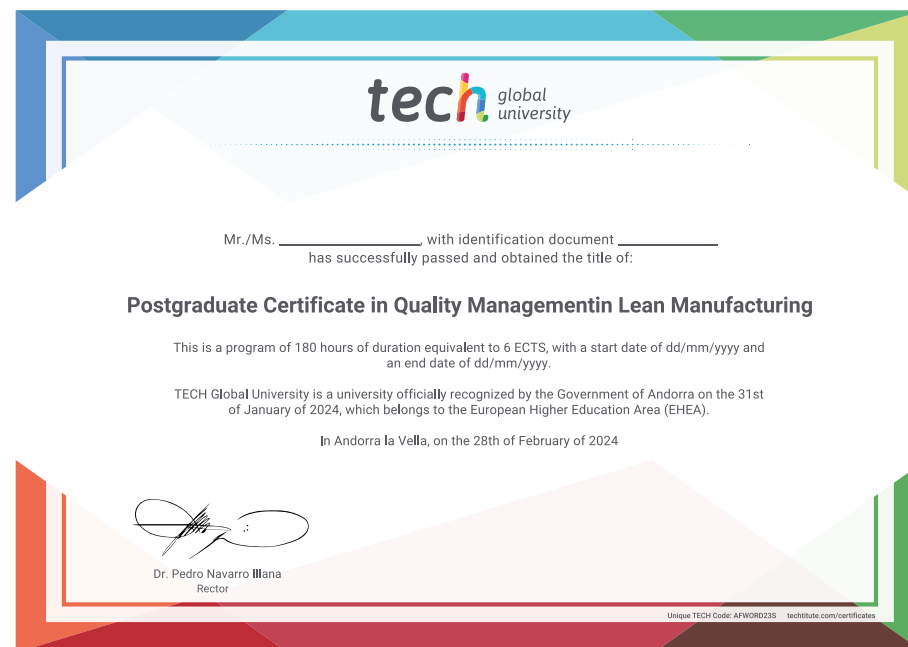 tech global
university
Mr./Ms. ____________, with identification document ____________
has successfully passed and obtained the title of:
Postgraduate Certificate in Quality Managementin Lean Manufacturing
This is a program of 180 hours of duration equivalent to 6 ECTS, with a start date of dd/mm/yyyy and
an end date of dd/mm/yyyy.
TECH Global University is a university officially recognized by the Government of Andorra on the 31st
of January of 2024, which belongs to the European Higher Education Area (EHEA).
In Andorra la Vella, on the 28th of February of 2024
Dr. Pedro Navarro Illana
Rector
Unique TECH Code: AFWORD23S techtitute.com/certificates